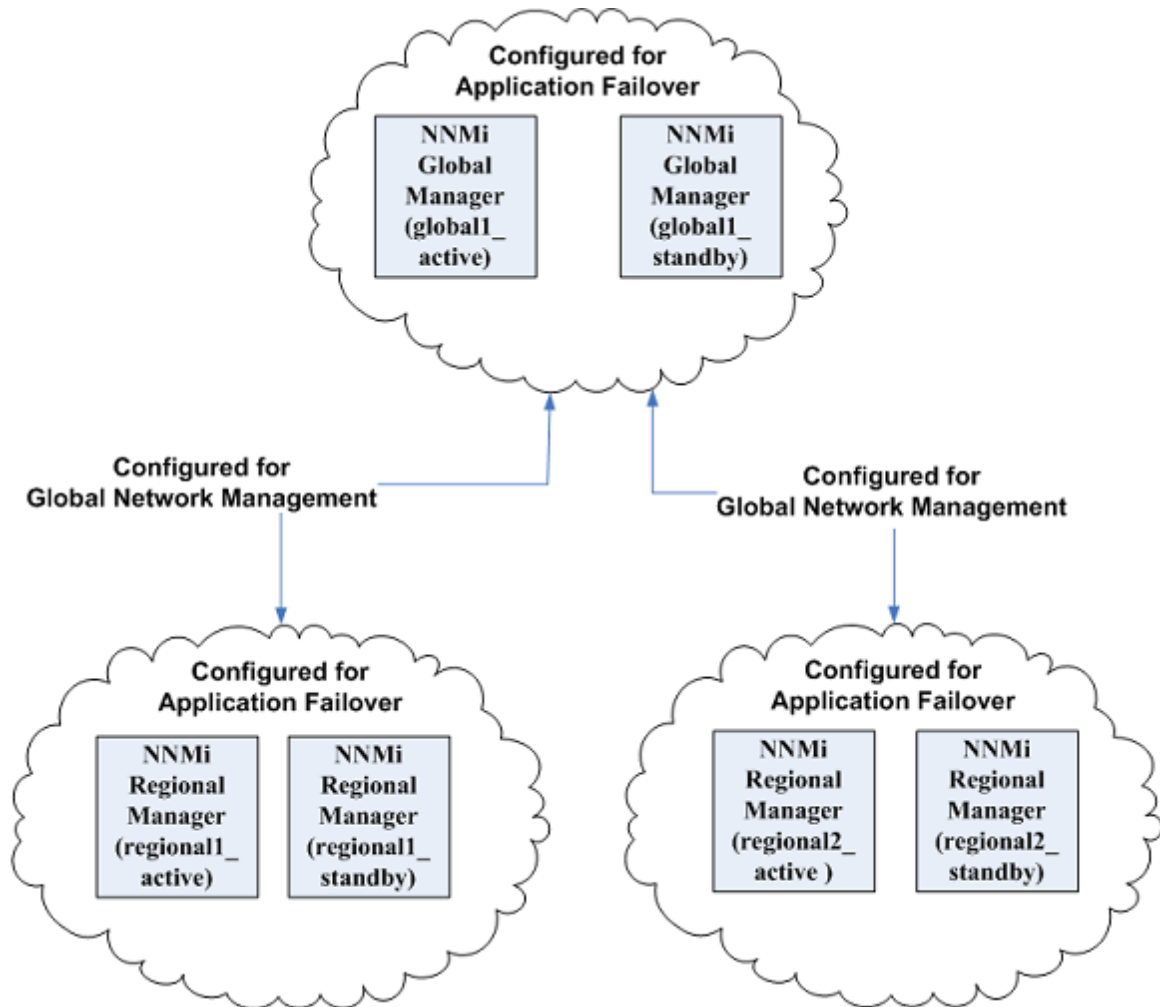 Configured for
Application Failover
NNMi
Global
Manager
(global1_
active)
NNMi
Global
Manager
(global1_
standby)
Configured for
Global Network Management
Configured for
Global Network Management
Configured for
Application Failover
NNMi
Regional
Manager
(regional1_
active)
NNMi
Regional
Manager
(regional1_
standby)
Configured for
Application Failover
NNMi
Regional
Manager
(regional2_
active )
NNMi
Regional
Manager
(regional2_
standby)